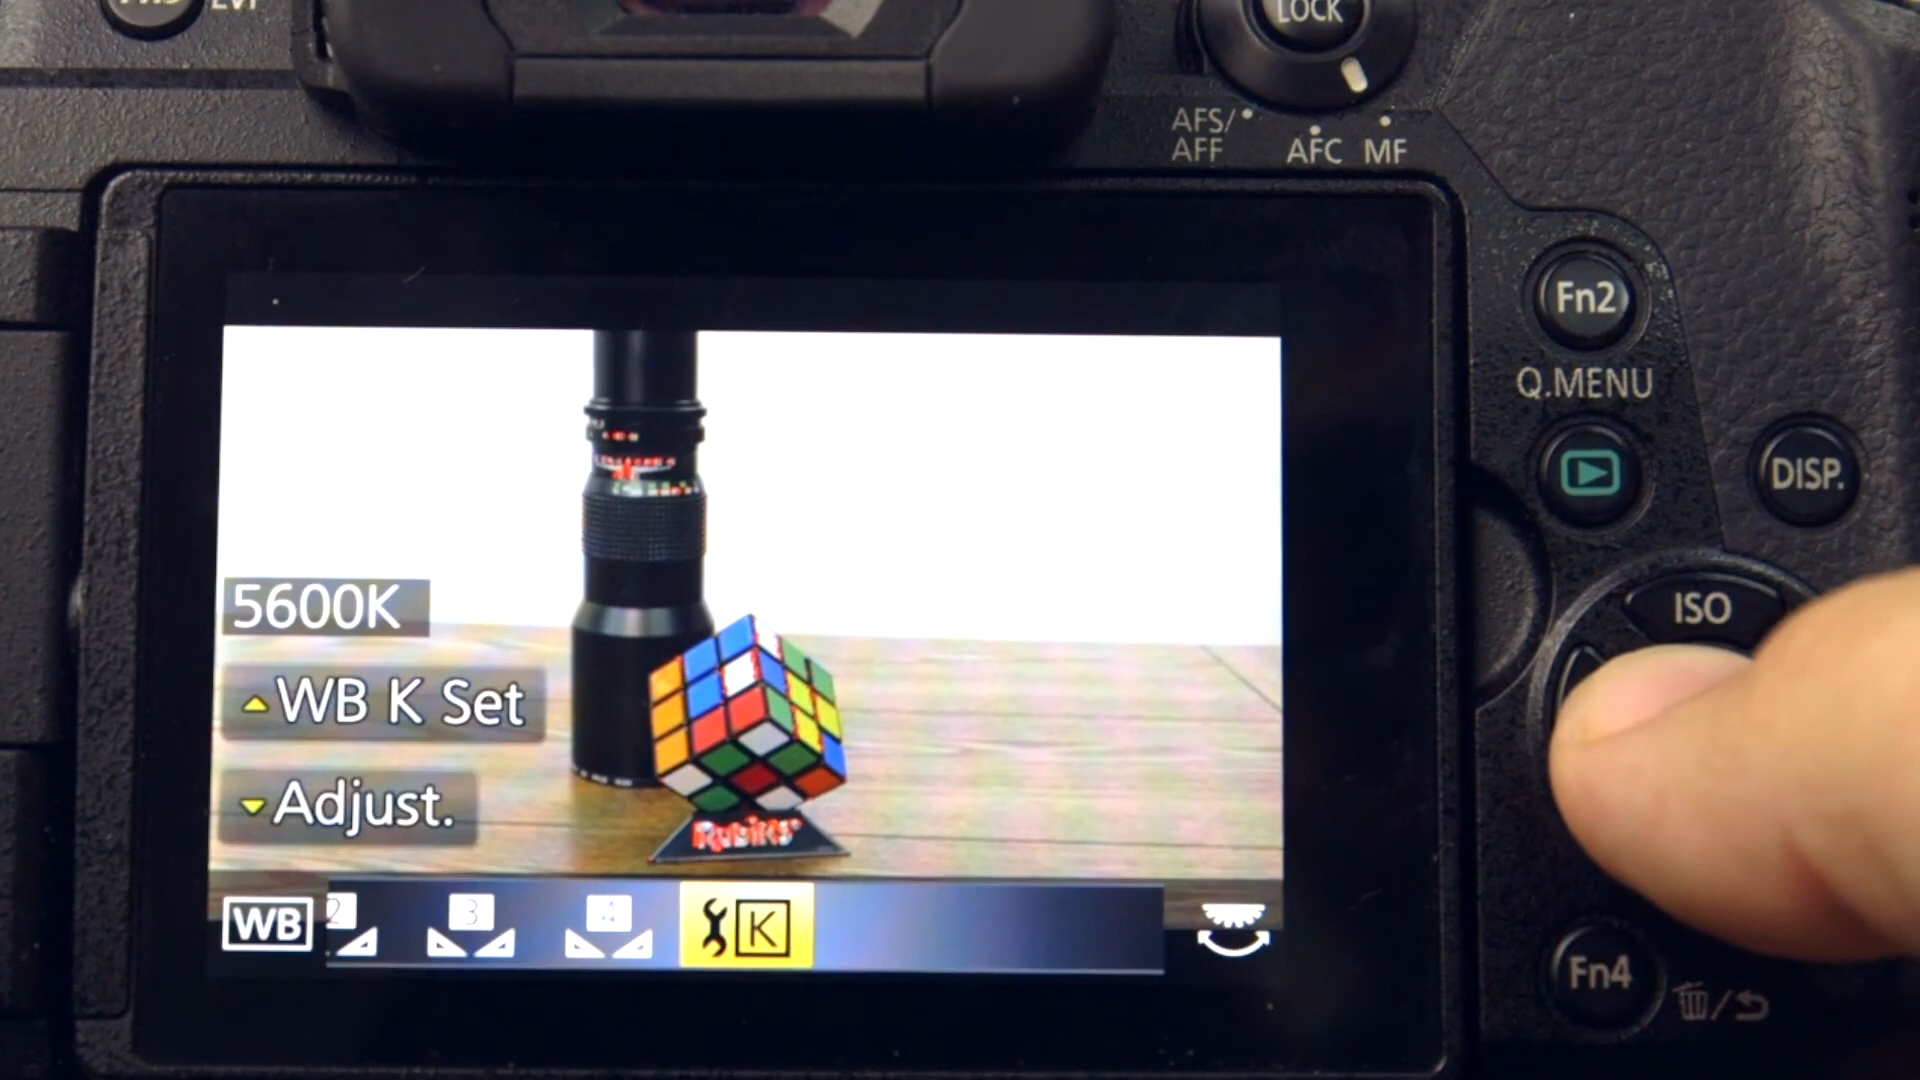 LOCK
AFS/
AFF
AFC
MF
Fn2
Q.MENU
DISP.
ISO
5600K
WB K Set
Adjust.
Rubik's
WB
2
3
4
K
Fn4